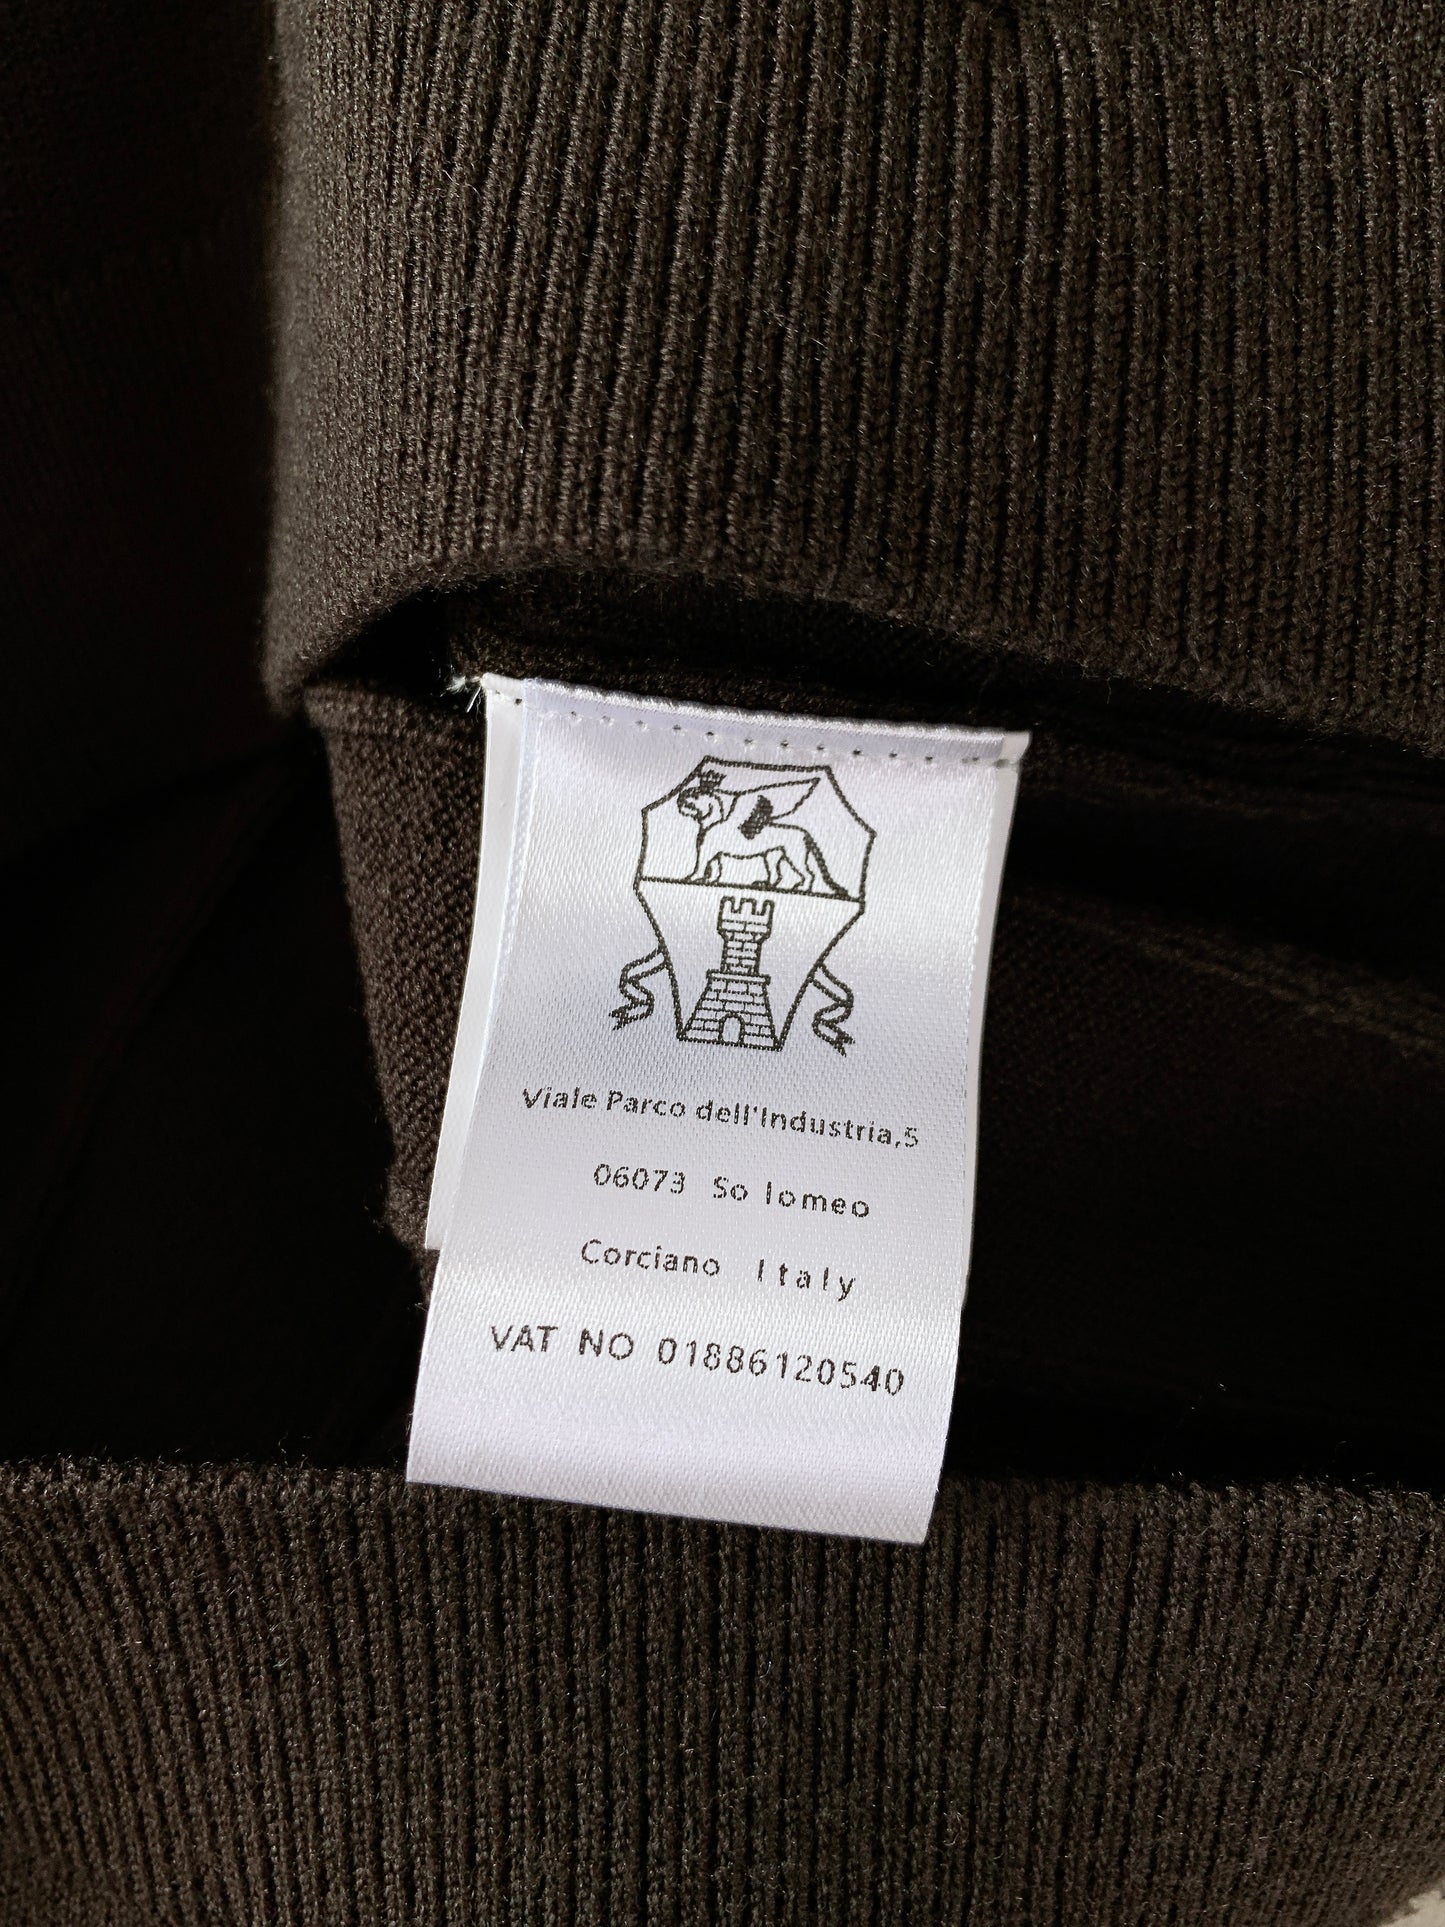 Viale Parco dell'Industria,5
06073 So lomeo
Corciano Italy
VAT NO 01886120540